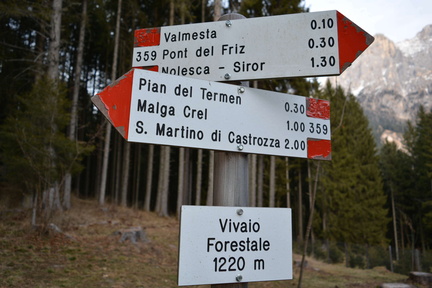 Valmesta 0.10
359 Pont del Friz 0.30
Nolesca - Siror 1.30
Pian del Termen 0.30
Malga Crel 1.00 359
S. Martino di Castrozza 2.00
Vivaio
Forestale
1220 m